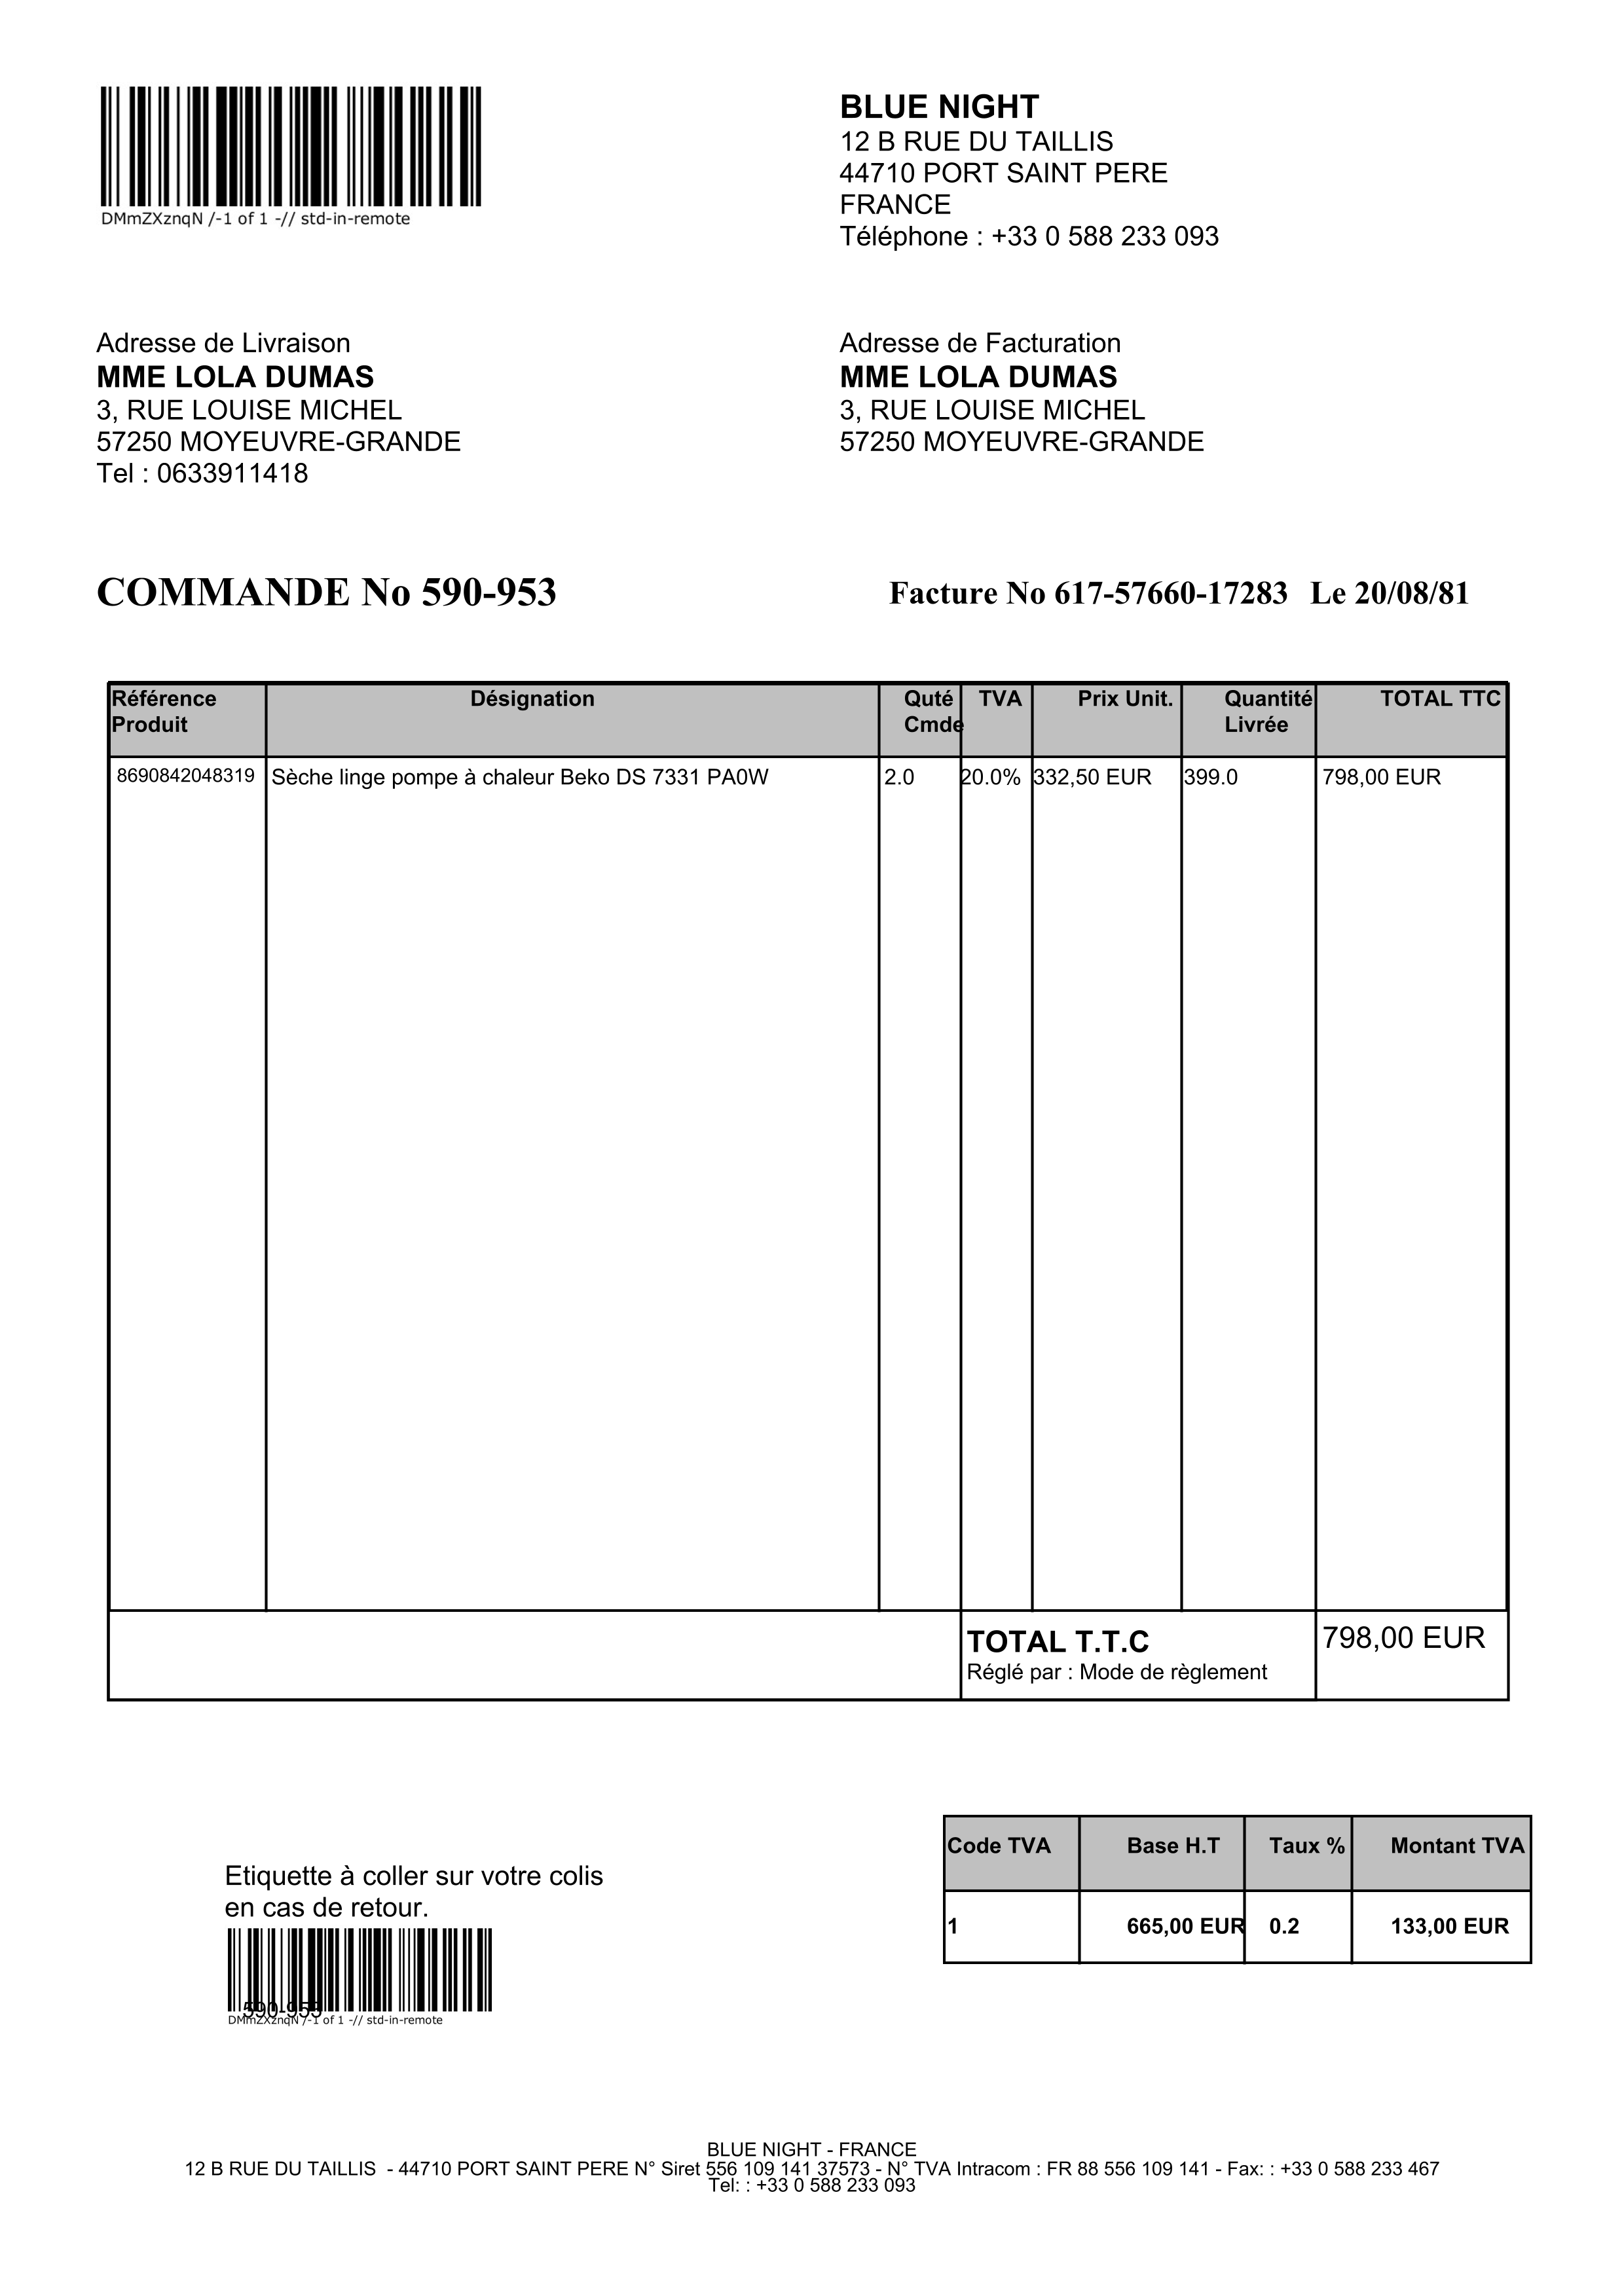 BLUE NIGHT
12 B RUE DU TAILLIS
44710 PORT SAINT PERE
FRANCE
Téléphone : +33 0 588 233 093
DMmZXznqN /-1 of 1 -// std-in-remote
Adresse de Livraison
MME LOLA DUMAS
3, RUE LOUISE MICHEL
57250 MOYEUVRE-GRANDE
Tel : 0633911418
Adresse de Facturation
MME LOLA DUMAS
3, RUE LOUISE MICHEL
57250 MOYEUVRE-GRANDE
COMMANDE No 590-953
Facture No 617-57660-17283 Le 20/08/81
Référence Produit Désignation Quté Cmde TVA Prix Unit. Quantité Livrée TOTAL TTC
8690842048319 Sèche linge pompe à chaleur Beko DS 7331 PA0W 2.0 20.0% 332,50 EUR 399.0 798,00 EUR
TOTAL T.T.C 798,00 EUR
Réglé par : Mode de règlement
Code TVA Base H.T Taux % Montant TVA
1 665,00 EUR 0.2 133,00 EUR
Etiquette à coller sur votre colis
en cas de retour.
590-953
DMmZXznqN /-1 of 1 -// std-in-remote
BLUE NIGHT - FRANCE
12 B RUE DU TAILLIS - 44710 PORT SAINT PERE N° Siret 556 109 141 37573 - N° TVA Intracom : FR 88 556 109 141 - Fax: : +33 0 588 233 467
Tel: : +33 0 588 233 093